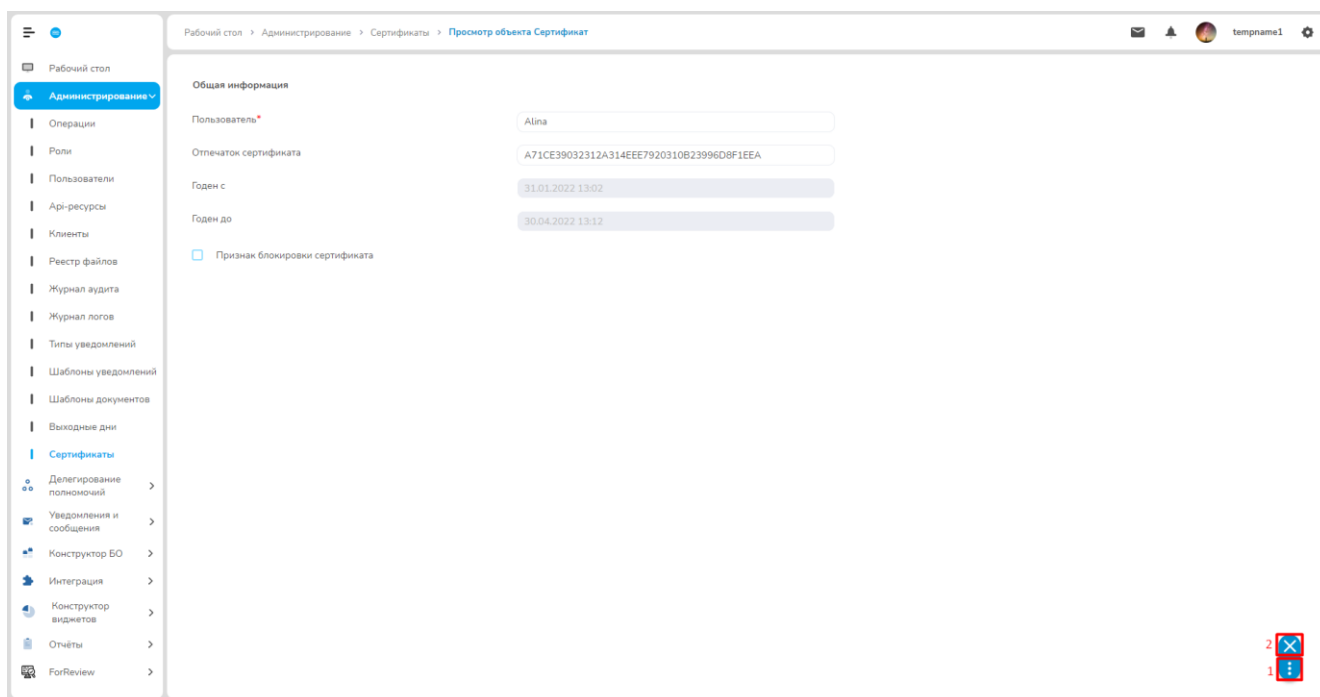 Рабочий стол > Администрирование > Сертификаты > Просмотр объекта Сертификат
tempname1
Рабочий стол
Администрирование
Операции
Роли
Пользователи
Api-ресурсы
Клиенты
Реестр файлов
Журнал аудита
Журнал логов
Типы уведомлений
Шаблоны уведомлений
Шаблоны документов
Выходные дни
Сертификаты
Делегирование
полномочий
Уведомления и
сообщения
Конструктор БО
Интеграция
Конструктор
виджетов
Отчёты
ForReview
Общая информация
Пользователь*
Alina
Отпечаток сертификата
A71CE39032312A314EEE7920310B23996D8F1EEA
Годен с
31.01.2022 13:02
Годен до
30.04.2022 13:12
Признак блокировки сертификата
2
1